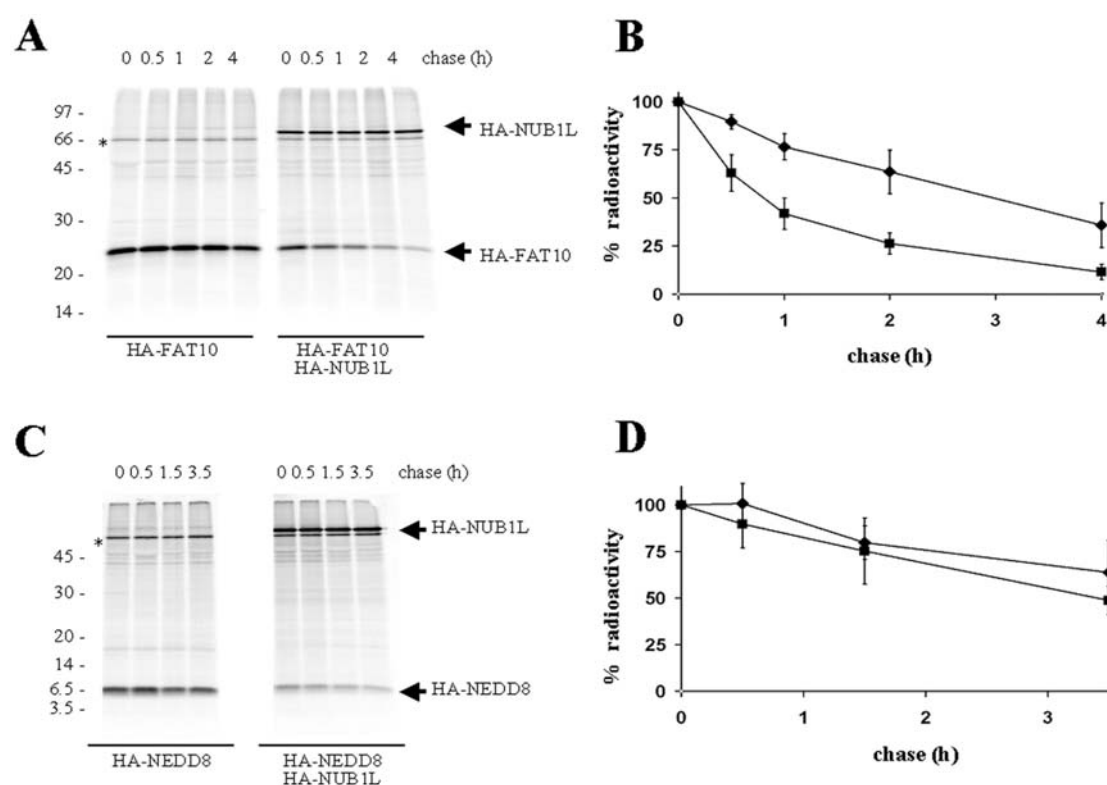 A
0 0.5 1 2 4 0 0.5 1 2 4 chase (h)
97 -
HA-NUB1L
66 -
*
45 -
30 -
HA-FAT10
20 -
14 -
HA-FAT10 HA-FAT10
HA-NUB1L
B
% radioactivity
100
75
50
25
0
0 1 2 3 4
chase (h)
C
0 0.5 1.5 3.5 0 0.5 1.5 3.5 chase (h)
HA-NUB1L
*
45 -
30 -
20 -
14 -
6.5 -
HA-NEDD8
3.5 -
HA-NEDD8 HA-NEDD8
HA-NUB1L
D
% radioactivity
100
75
50
25
0
0 1 2 3
chase (h)